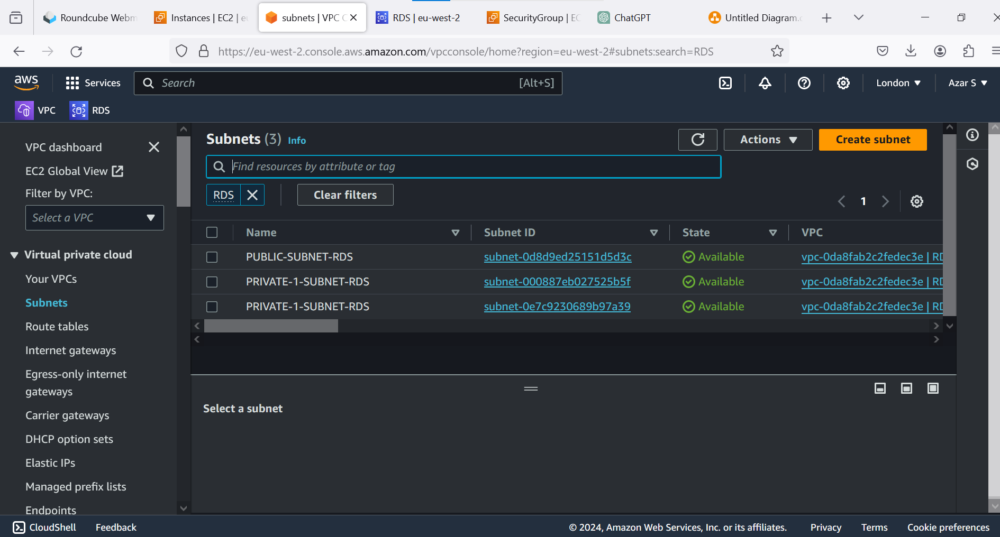 Roundcube Webm
Instances | EC2 | eu
subnets | VPC C
RDS | eu-west-2
SecurityGroup | EC
ChatGPT
Untitled Diagram.d
https://eu-west-2.console.aws.amazon.com/vpcconsole/home?region=eu-west-2#subnets:search=RDS
aws
Services
Search
[Alt+S]
London
Azar S
VPC
RDS
VPC dashboard
EC2 Global View
Filter by VPC:
Select a VPC
Virtual private cloud
Your VPCs
Subnets
Route tables
Internet gateways
Egress-only internet
gateways
Carrier gateways
DHCP option sets
Elastic IPs
Managed prefix lists
Endpoints
Subnets (3) Info
Actions
Create subnet
Find resources by attribute or tag
RDS
Clear filters
1
Name Subnet ID State VPC
PUBLIC-SUBNET-RDS subnet-0d8d9ed25151d5d3c Available vpc-0da8fab2c2fedec3e | RD
PRIVATE-1-SUBNET-RDS subnet-000887eb027525b5f Available vpc-0da8fab2c2fedec3e | RD
PRIVATE-1-SUBNET-RDS subnet-0e7c9230689b97a39 Available vpc-0da8fab2c2fedec3e | RD
Select a subnet
CloudShell Feedback © 2024, Amazon Web Services, Inc. or its affiliates. Privacy Terms Cookie preferences